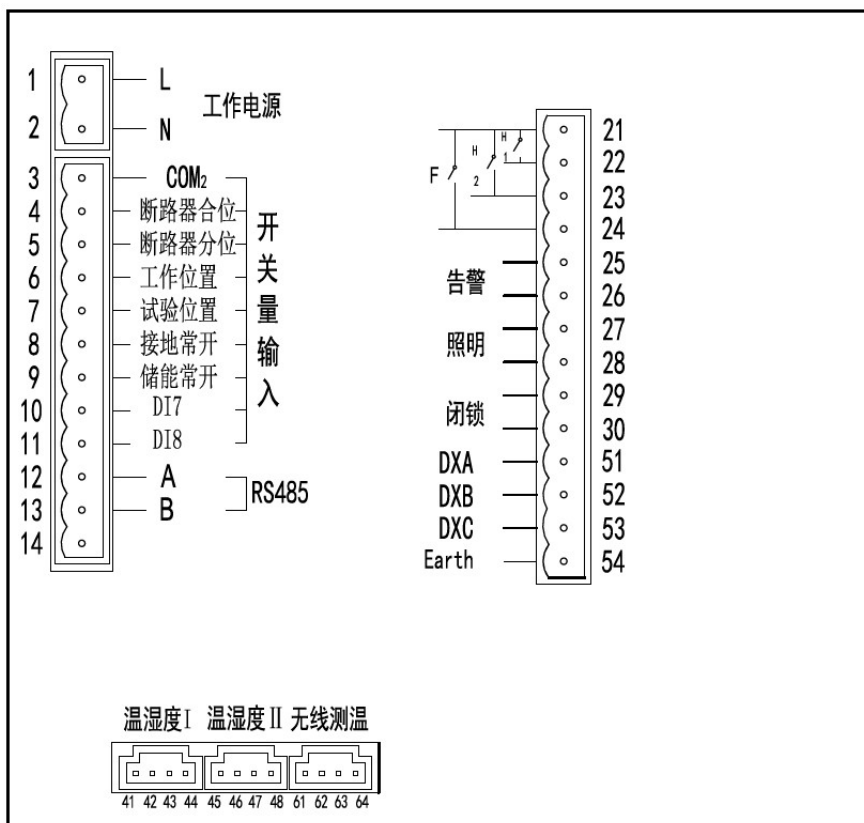 1 L
工作电源
2 N
3 COM₂
4 断路器合位
5 断路器分位
6 工作位置
7 试验位置
8 接地常开
9 储能常开
10 DI7
11 DI8
开关量输入
12 A
13 B
RS485
14
F
H
2
H
1
21
22
23
24
告警
25
26
照明
27
28
闭锁
29
30
DXA 51
DXB 52
DXC 53
Earth 54
温湿度Ⅰ 温湿度Ⅱ 无线测温
41 42 43 44 45 46 47 48 61 62 63 64